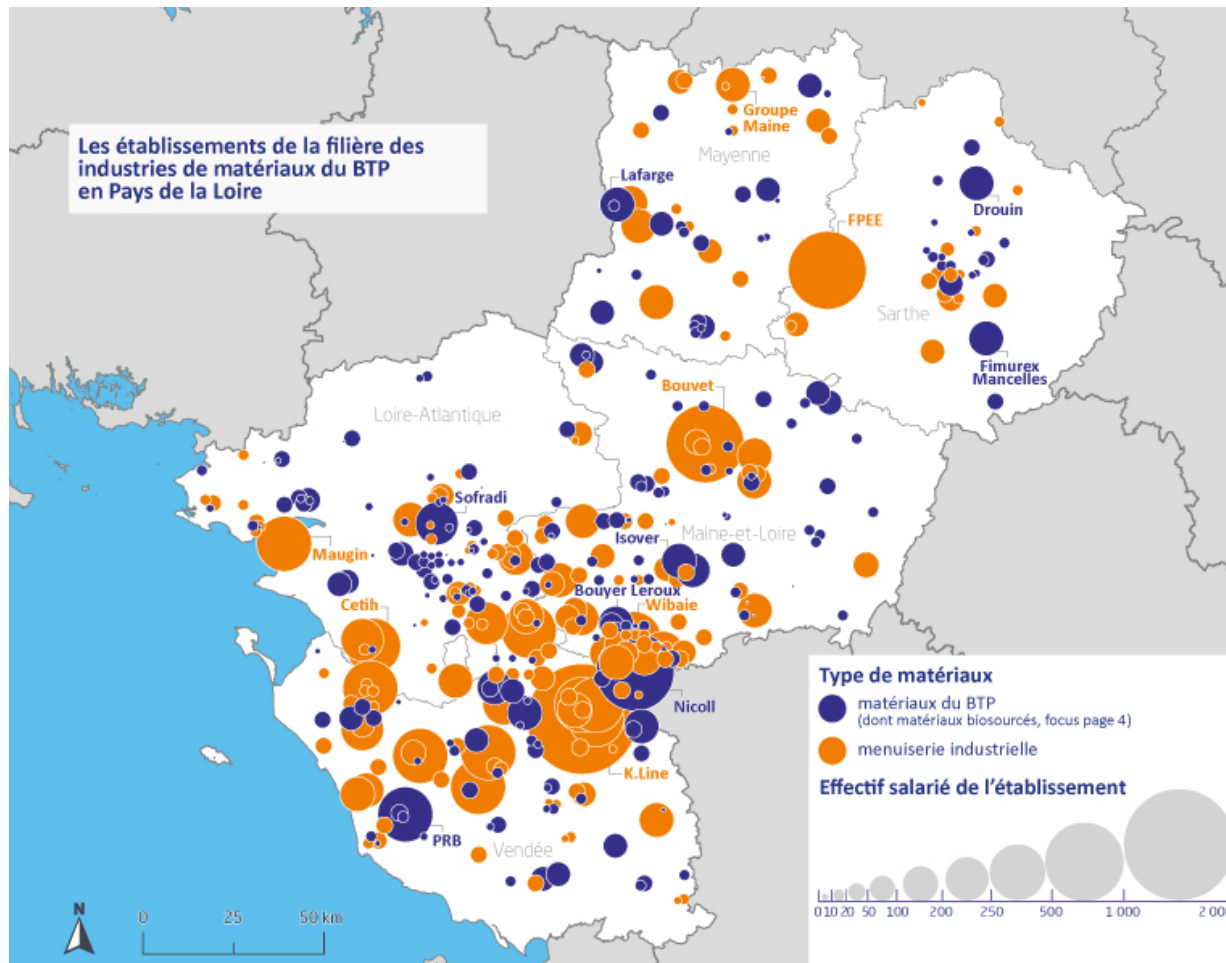 Les établissements de la filière des
industries de matériaux du BTP
en Pays de la Loire
Groupe
Maine
Mayenne
Lafarge
Drouin
FPEE
Sarthe
Fimurex
Mancelles
Bouvet
Loire-Atlantique
Sofradi
Maine-et-Loire
Isover
Maugin
Bouyer Leroux
Cetih
Wibaie
Nicoll
K.Line
PRB
Vendée
Type de matériaux
matériaux du BTP
(dont matériaux biosourcés, focus page 4)
menuiserie industrielle
Effectif salarié de l'établissement
0 10 20 50 100 200 250 500 1 000 2 00
N
0 25 50 km